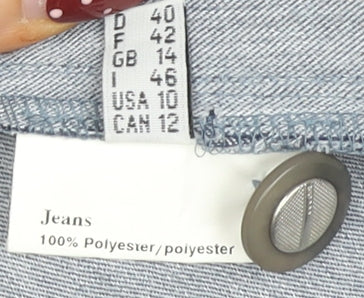 D 40
F 42
GB 14
I 46
USA 10
CAN 12
Jeans
100% Polyester/polyester